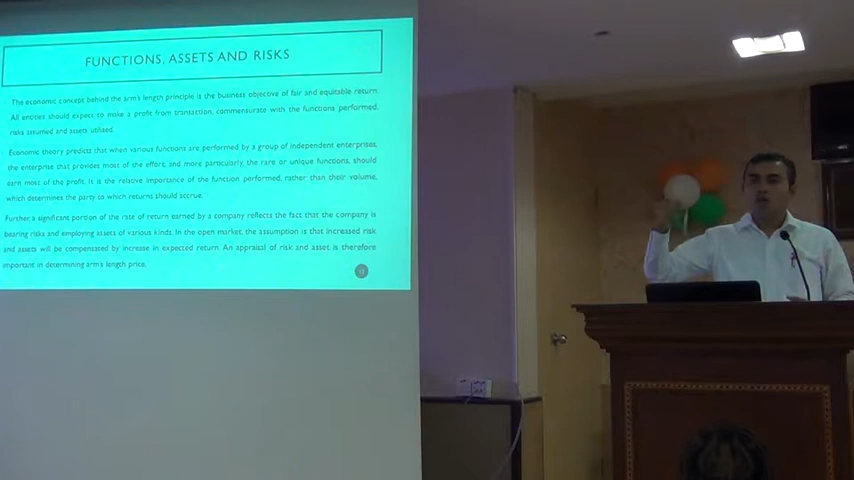 FUNCTIONS, ASSETS AND RISKS
The economic concept behind the arm's length principle is the business objective of fair and equitable return.
All entities should expect to make a profit from transaction, commensurate with the functions performed,
risks assumed and assets utilised.
Economic theory predicts that when various functions are performed by a group of independent enterprises,
the enterprise that provides most of the effort, and more particularly, the rare or unique functions, should
earn most of the profit. It is the relative importance of the function performed, rather than their volume,
which determines the party to which returns should accrue.
Further, a significant portion of the rate of return earned by a company reflects the fact that the company is
bearing risks and employing assets of various kinds. In the open market, the assumption is that increased risk
and assets will be compensated by increase in expected return. An appraisal of risk and asset is therefore
important in determining arm's length price.